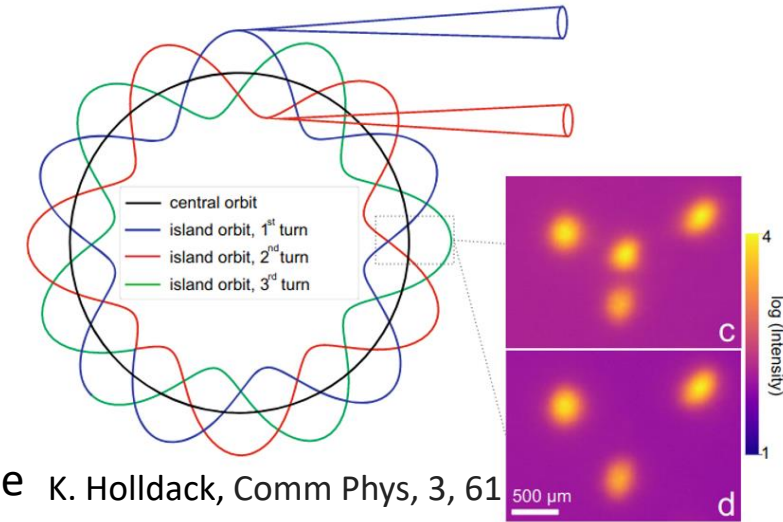 central orbit
island orbit, 1st turn
island orbit, 2nd turn
island orbit, 3rd turn
4
log (Intensity)
1
c
500 μm
d
e K. Holldack, Comm Phys, 3, 61